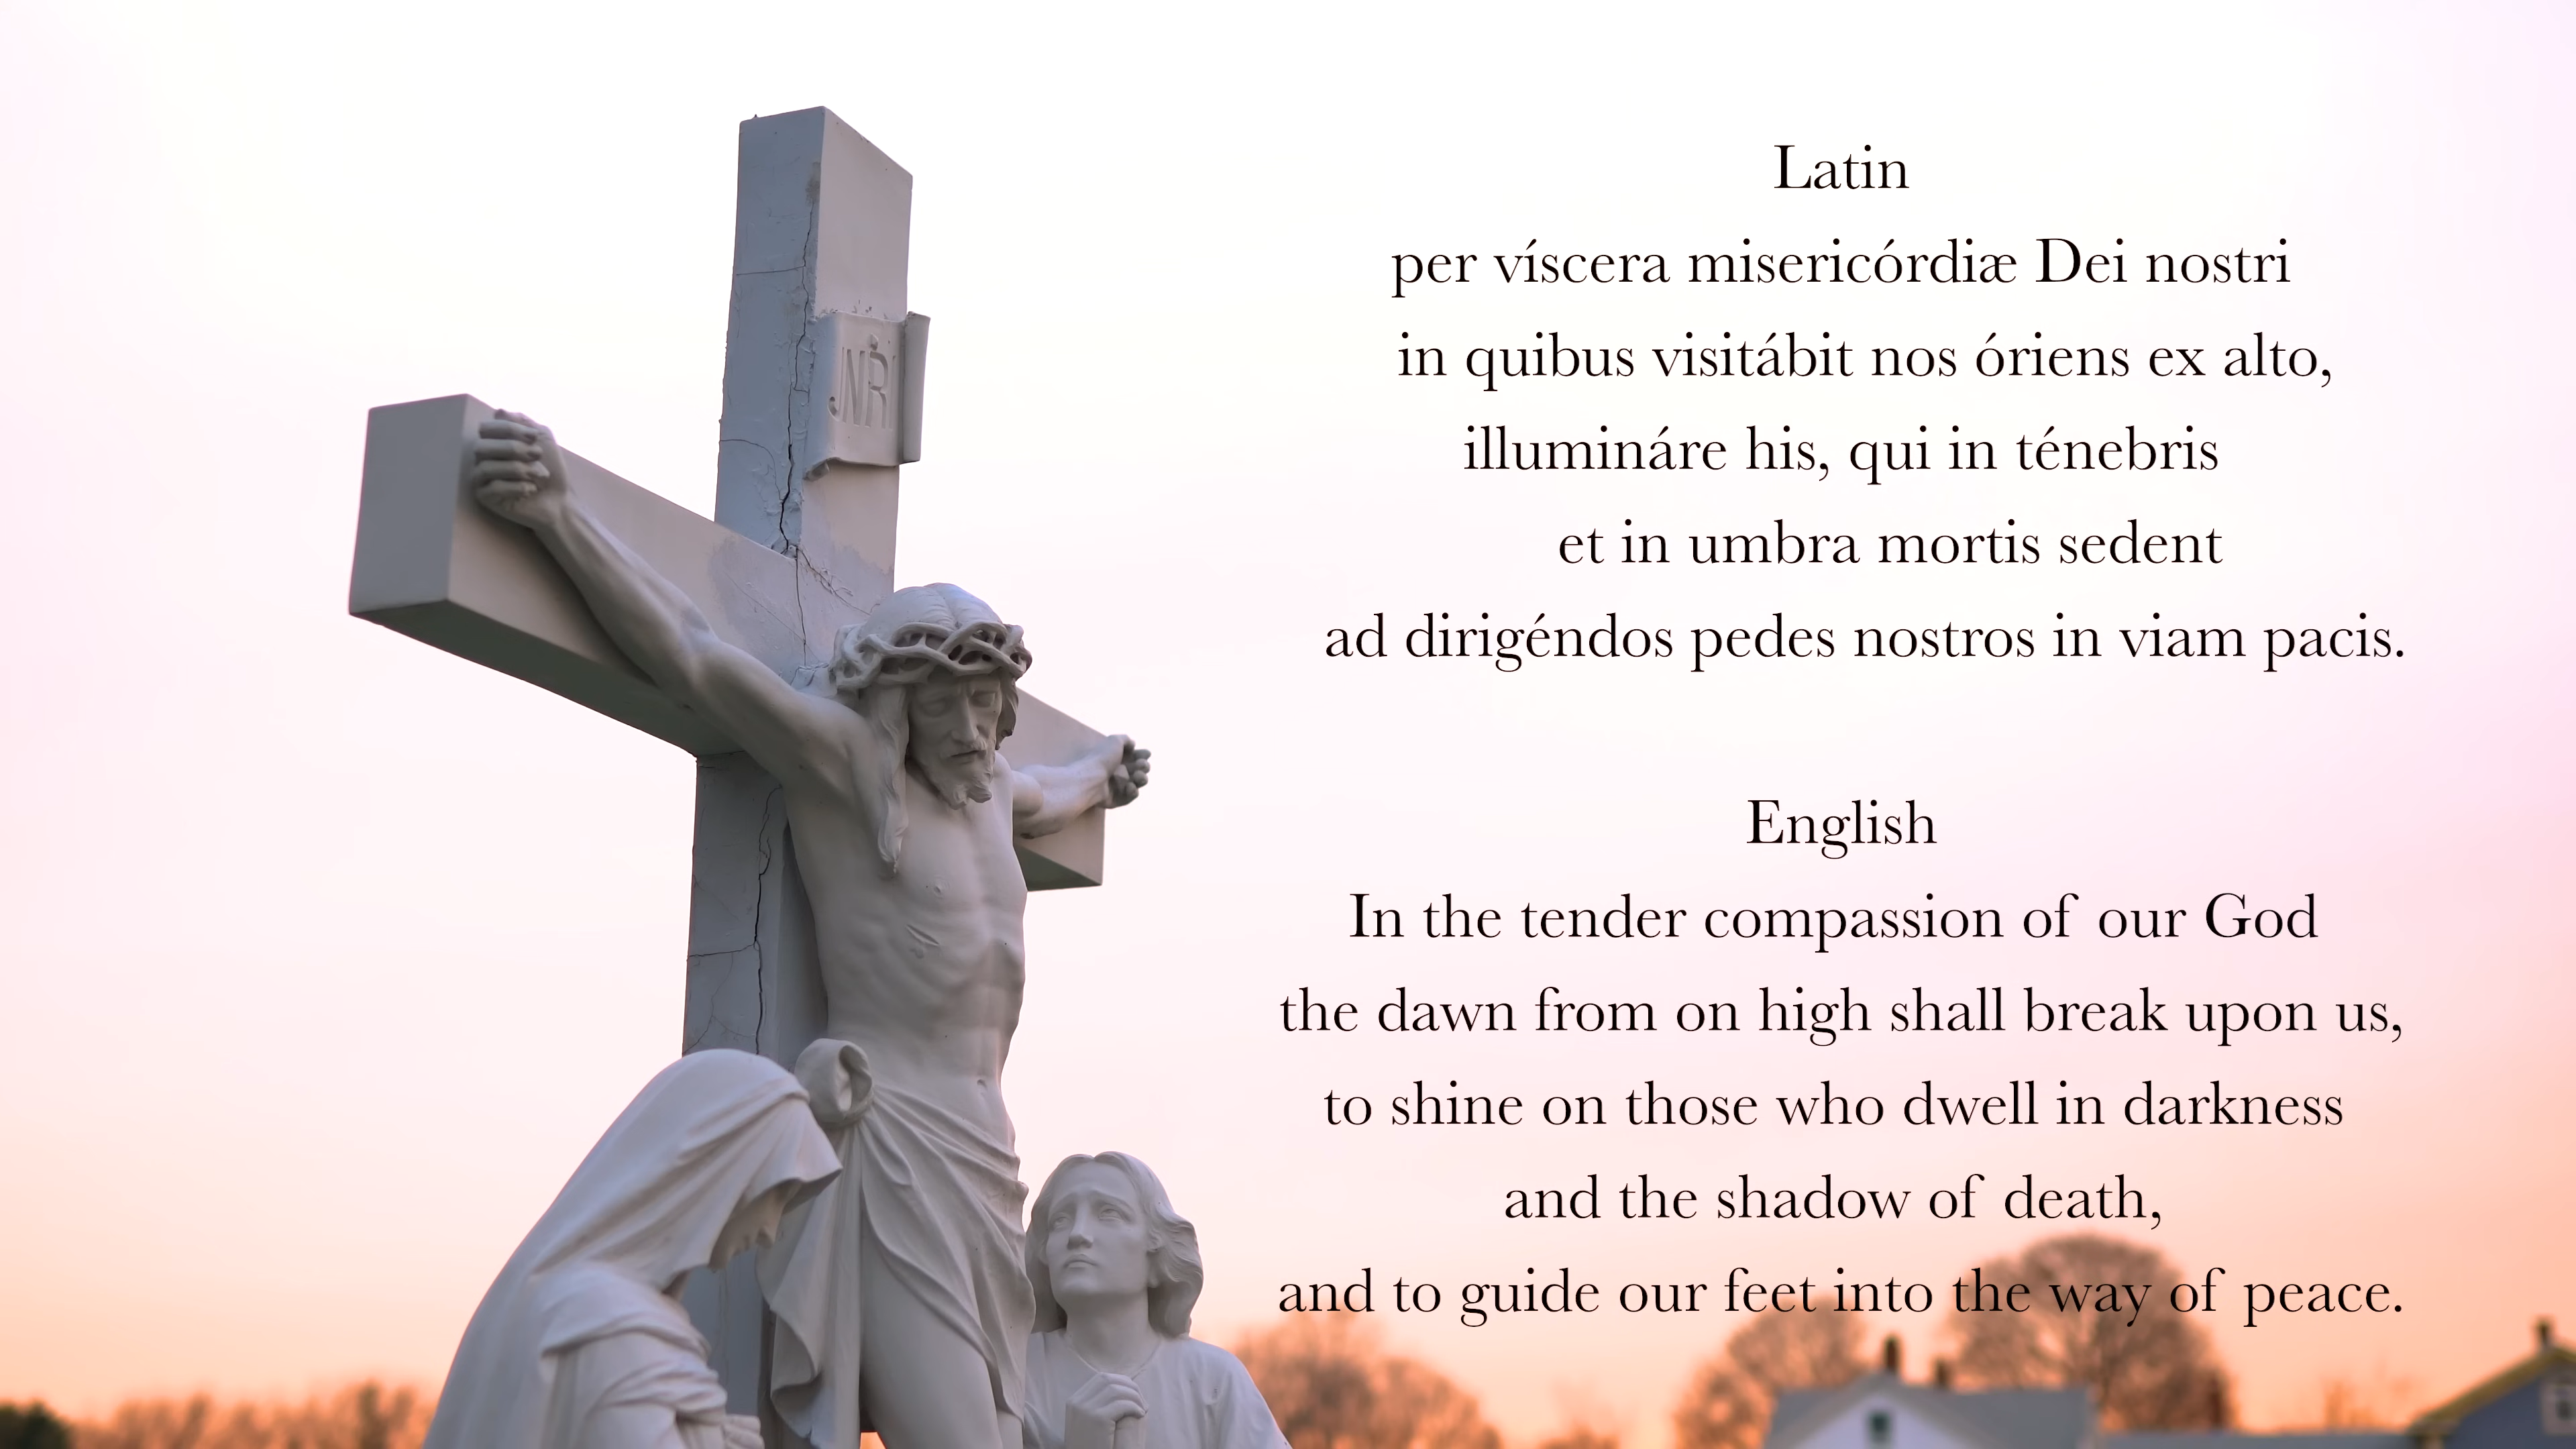 JNRI
Latin
per víscera misericórdiæ Dei nostri
in quibus visitábit nos óriens ex alto,
illumináre his, qui in ténebris
et in umbra mortis sedent
ad dirigéndos pedes nostros in viam pacis.
English
In the tender compassion of our God
the dawn from on high shall break upon us,
to shine on those who dwell in darkness
and the shadow of death,
and to guide our feet into the way of peace.